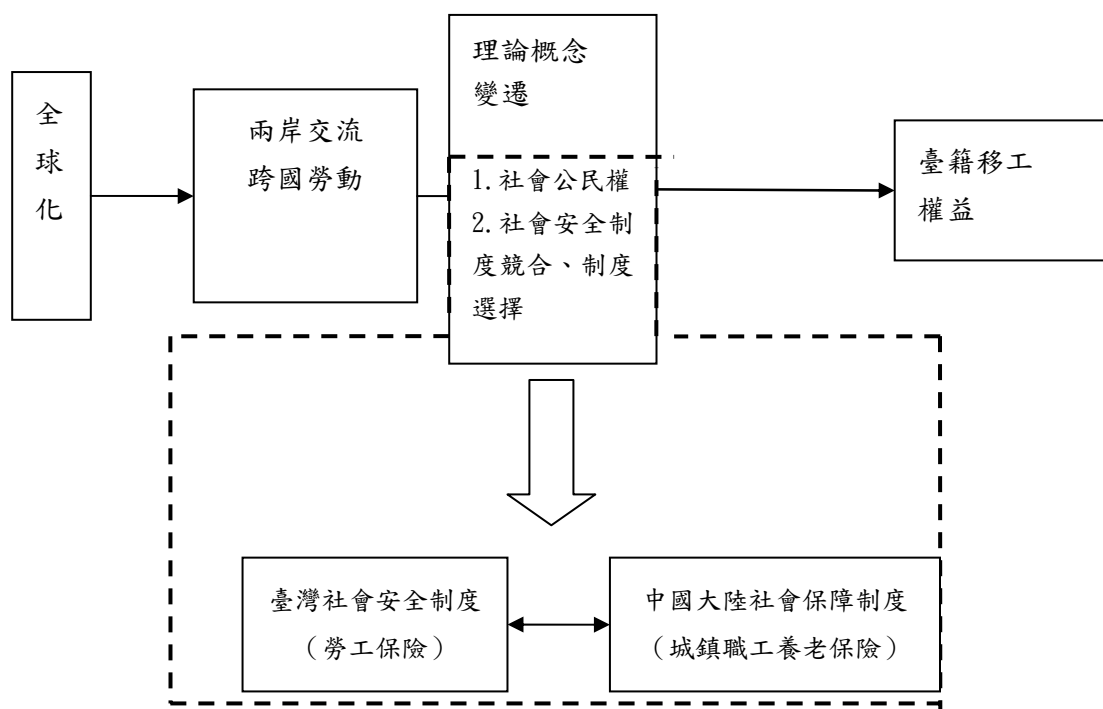 全
球
化
兩岸交流
跨國勞動
理論概念
變遷
1.社會公民權
2.社會安全制
度競合、制度
選擇
臺籍移工
權益
臺灣社會安全制度
（勞工保險）
中國大陸社會保障制度
（城鎮職工養老保險）